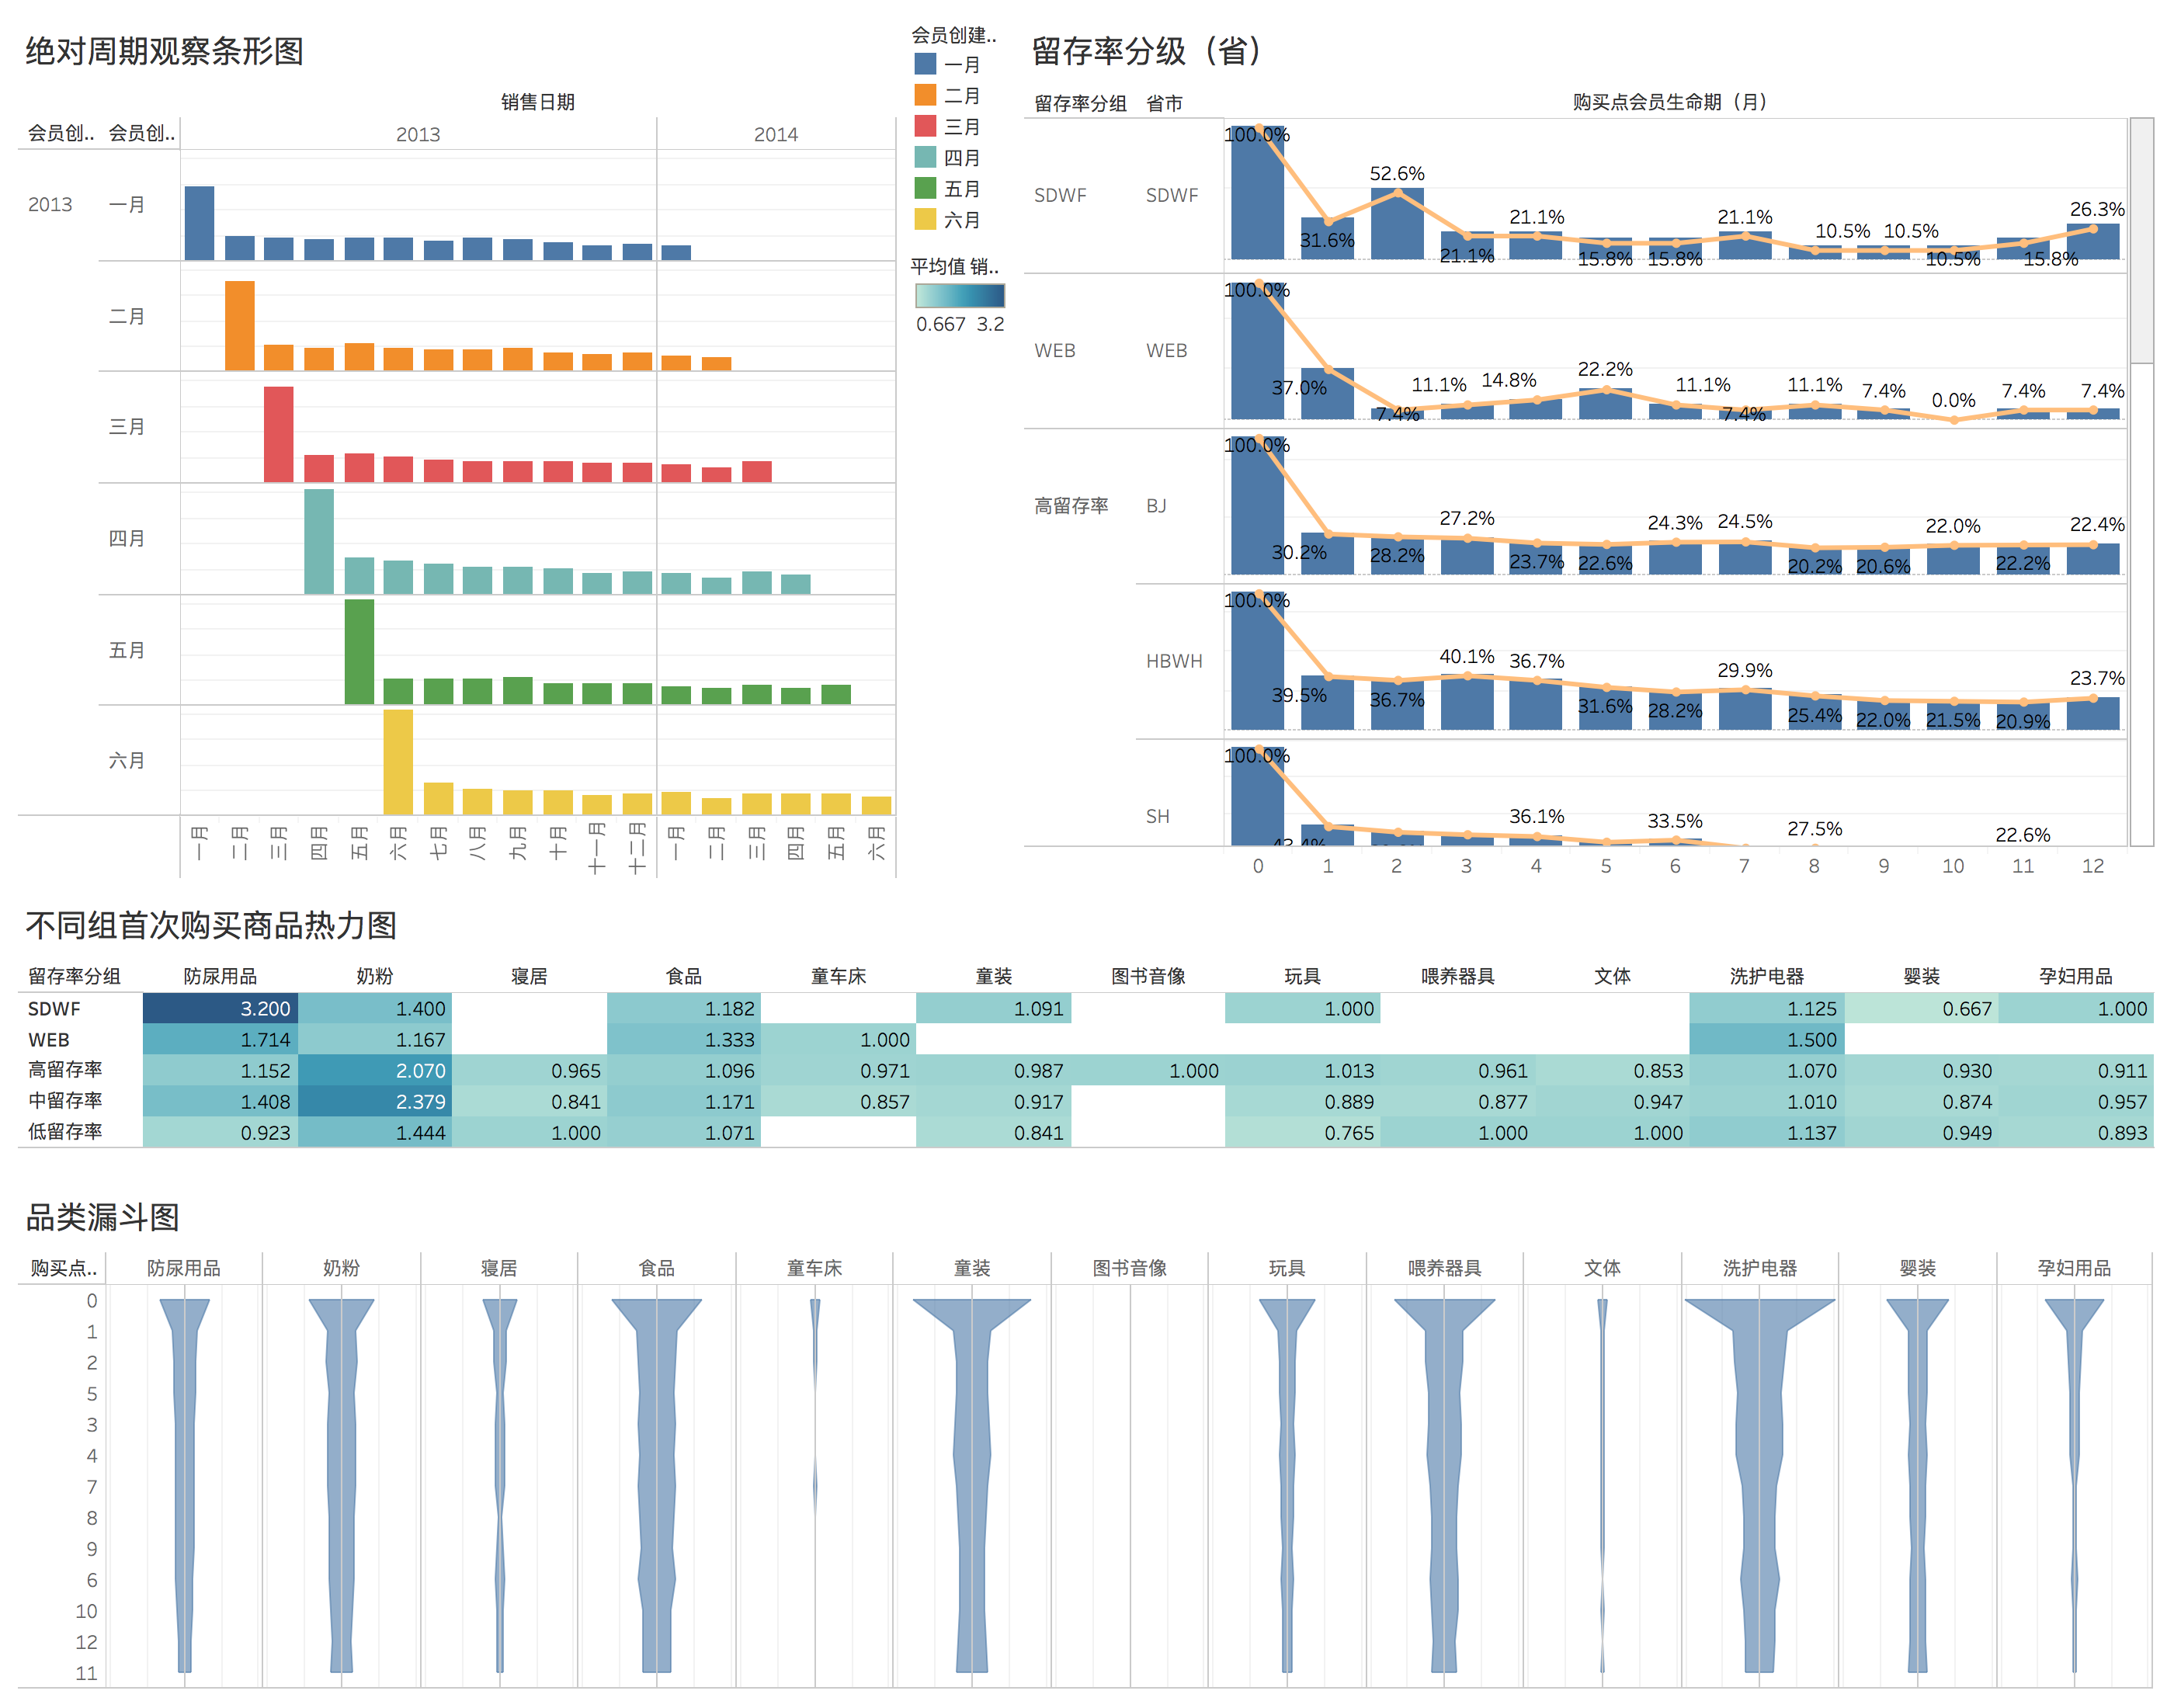 绝对周期观察条形图
销售日期
会员创.. 会员创.. 2013 2014
2013 一月
二月
三月
四月
五月
六月
一月 二月 三月 四月 五月 六月 七月 八月 九月 十月 十一月 十二月 一月 二月 三月 四月 五月 六月
会员创建..
一月
二月
三月
四月
五月
六月
平均值 销..
0.667 3.2
留存率分级（省）
留存率分组 省市 购买点会员生命期（月）
SDWF SDWF 100.0% 31.6% 52.6% 21.1% 21.1% 15.8% 15.8% 21.1% 10.5% 10.5% 10.5% 15.8% 26.3%
WEB WEB 100.0% 37.0% 7.4% 11.1% 14.8% 22.2% 11.1% 7.4% 11.1% 7.4% 0.0% 7.4% 7.4%
高留存率 BJ 100.0% 30.2% 28.2% 27.2% 23.7% 22.6% 24.3% 24.5% 20.2% 20.6% 22.0% 22.2% 22.4%
HBWH 100.0% 39.5% 36.7% 40.1% 36.7% 31.6% 28.2% 29.9% 25.4% 22.0% 21.5% 20.9% 23.7%
SH 100.0% 36.1% 33.5% 27.5% 22.6%
0 1 2 3 4 5 6 7 8 9 10 11 12
不同组首次购买商品热力图
留存率分组 防尿用品 奶粉 寝居 食品 童车床 童装 图书音像 玩具 喂养器具 文体 洗护电器 婴装 孕妇用品
SDWF 3.200 1.400 1.182 1.091 1.000 1.125 0.667 1.000
WEB 1.714 1.167 1.333 1.000 1.500
高留存率 1.152 2.070 0.965 1.096 0.971 0.987 1.000 1.013 0.961 0.853 1.070 0.930 0.911
中留存率 1.408 2.379 0.841 1.171 0.857 0.917 0.889 0.877 0.947 1.010 0.874 0.957
低留存率 0.923 1.444 1.000 1.071 0.841 0.765 1.000 1.000 1.137 0.949 0.893
品类漏斗图
购买点.. 防尿用品 奶粉 寝居 食品 童车床 童装 图书音像 玩具 喂养器具 文体 洗护电器 婴装 孕妇用品
0
1
2
5
3
4
7
8
9
6
10
12
11